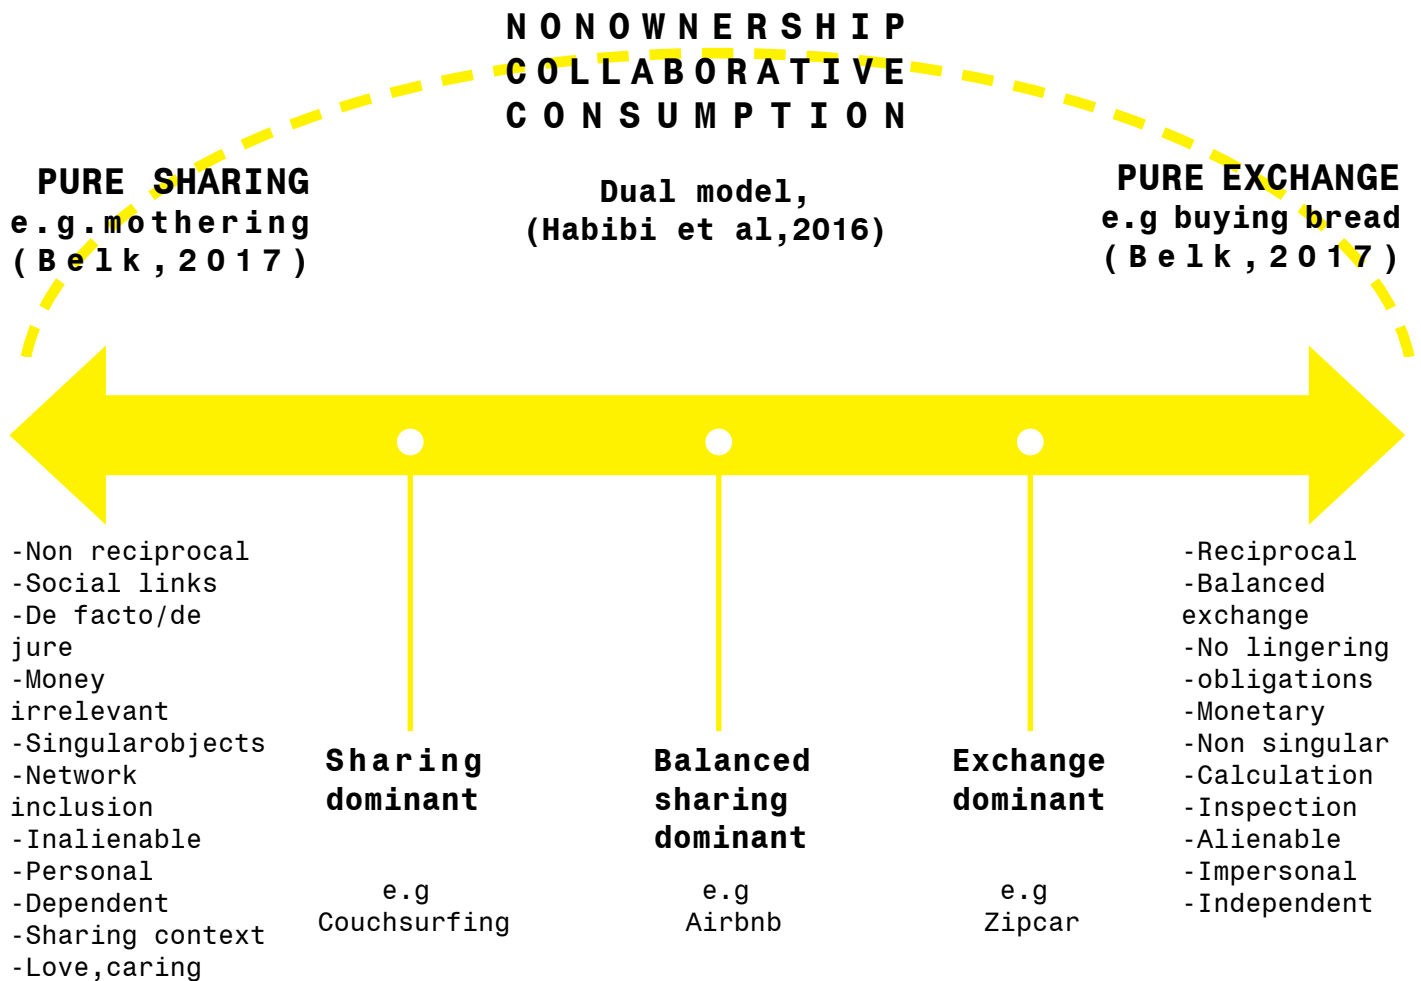 NONOWNERSHIP
COLLABORATIVE
CONSUMPTION
PURE SHARING
e.g.mothering
(Belk,2017)
Dual model,
(Habibi et al,2016)
PURE EXCHANGE
e.g buying bread
(Belk,2017)
-Non reciprocal
-Social links
-De facto/de
jure
-Money
irrelevant
-Singularobjects
-Network
inclusion
-Inalienable
-Personal
-Dependent
-Sharing context
-Love,caring
Sharing
dominant
e.g
Couchsurfing
Balanced
sharing
dominant
e.g
Airbnb
Exchange
dominant
e.g
Zipcar
-Reciprocal
-Balanced
exchange
-No lingering
-obligations
-Monetary
-Non singular
-Calculation
-Inspection
-Alienable
-Impersonal
-Independent